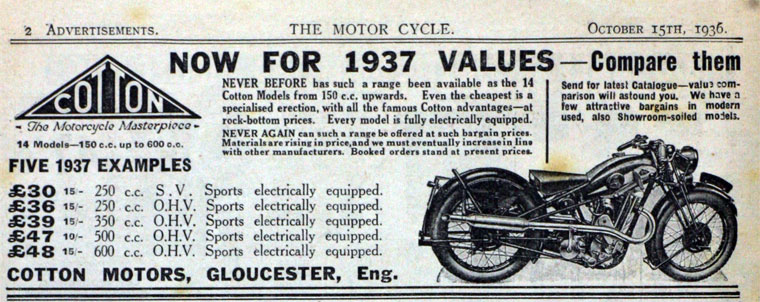 2 ADVERTISEMENTS. THE MOTOR CYCLE. OCTOBER 15TH, 1936.
NOW FOR 1937 VALUES—Compare them
COTTON
- The Motorcycle Masterpiece -
14 Models—150 c.c. up to 600 c.c.
NEVER BEFORE has such a range been available as the 14
Cotton Models from 150 c.c. upwards. Even the cheapest is a
specialised erection, with all the famous Cotton advantages—at
rock-bottom prices. Every model is fully electrically equipped.
NEVER AGAIN can such a range be offered at such bargain prices.
Materials are rising in price, and we must eventually increase in line
with other manufacturers. Booked orders stand at present prices.
Send for latest Catalogue—value com-
parison will astound you. We have a
few attractive bargains in modern
used, also Showroom-soiled models.
FIVE 1937 EXAMPLES
£30 15/- 250 c.c. S.V. Sports electrically equipped.
£36 15/- 250 c.c. O.H.V. Sports electrically equipped.
£39 15/- 350 c.c. O.H.V. Sports electrically equipped.
£47 10/- 500 c.c. O.H.V. Sports electrically equipped.
£48 15/- 600 c.c. O.H.V. Sports electrically equipped.
COTTON MOTORS, GLOUCESTER, Eng.